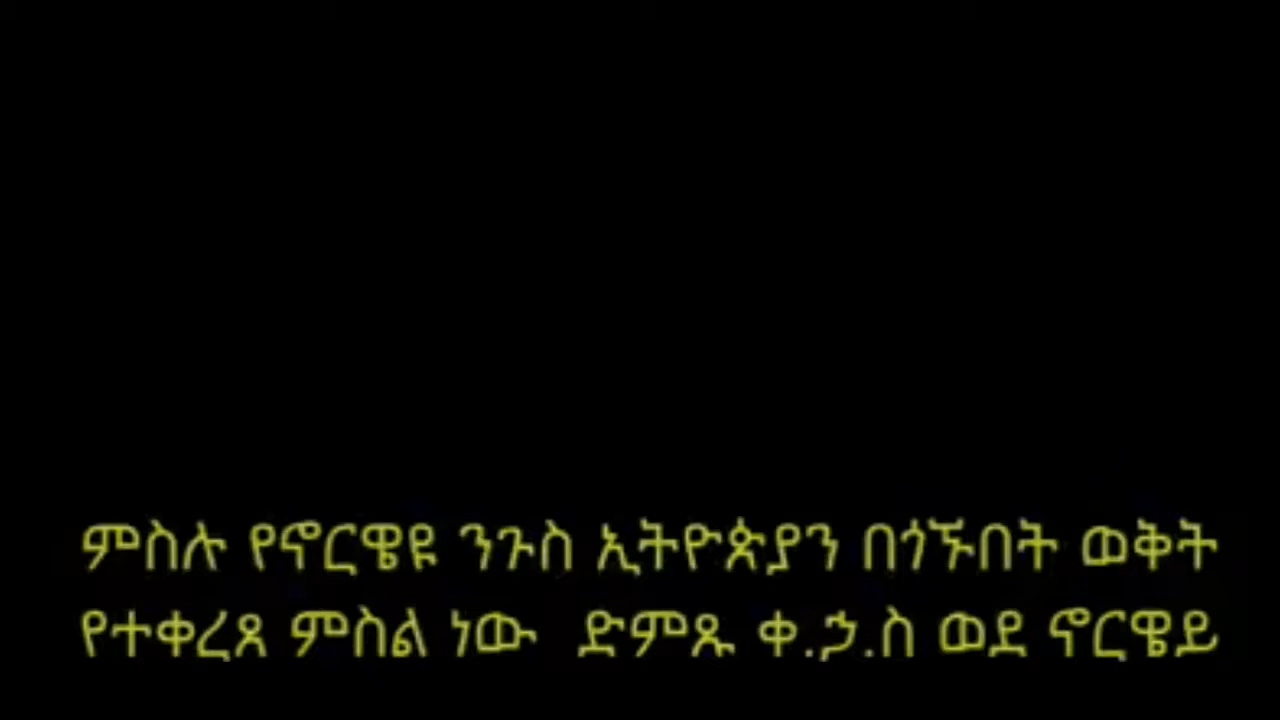 ምስሉ የኖርዌዩ ንጉስ ኢትዮጵያን በጎኙበት ወቅት
የተቀረጸ ምስል ነው ድምጹ ቀ.ኃ.ስ ወደ ኖርዌይ